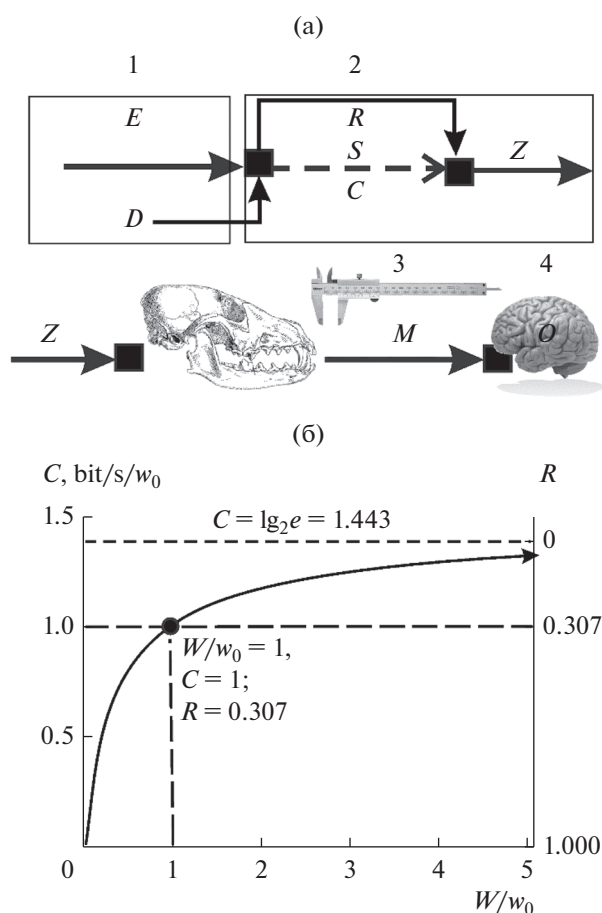 (а)
1 2
E R
S Z
C
D
3 4
Z M O
(б)
C, bit/s/w₀ R
1.5 C = lg₂e = 1.443
0
1.0 0.307
W/w₀ = 1,
C = 1;
R = 0.307
0.5
1.000
0 1 2 3 4 5
W/w₀